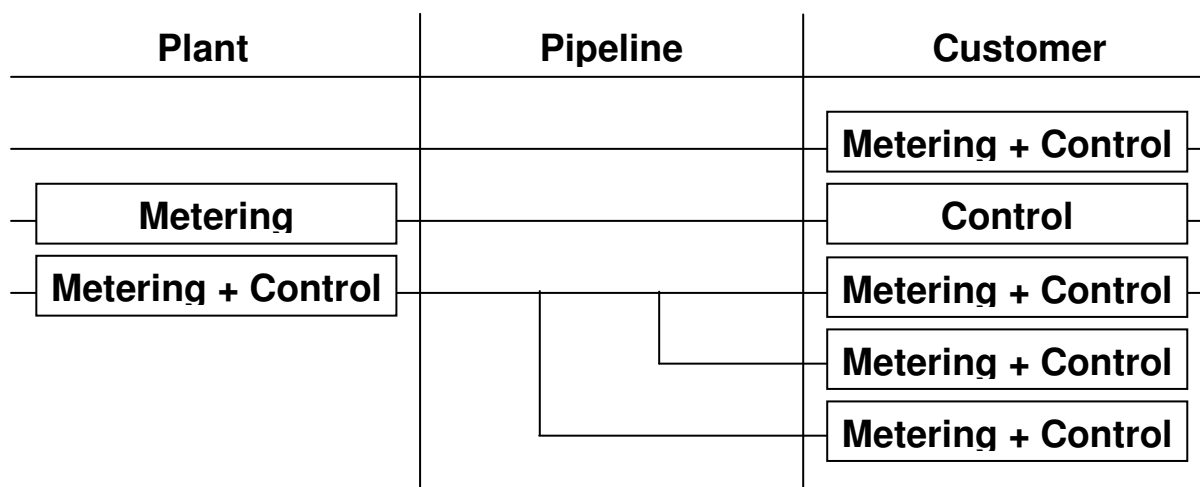 Plant Pipeline Customer
Metering + Control
Metering Control
Metering + Control Metering + Control
Metering + Control
Metering + Control